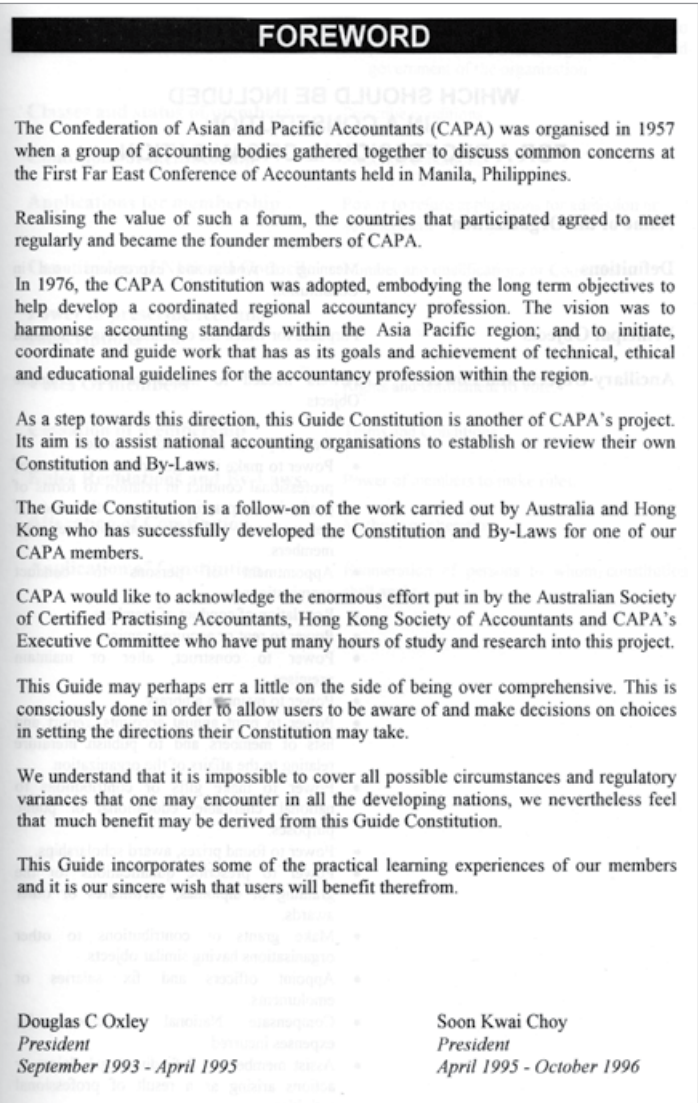 FOREWORD
The Confederation of Asian and Pacific Accountants (CAPA) was organised in 1957
when a group of accounting bodies gathered together to discuss common concerns at
the First Far East Conference of Accountants held in Manila, Philippines.
Realising the value of such a forum, the countries that participated agreed to meet
regularly and became the founder members of CAPA.
In 1976, the CAPA Constitution was adopted, embodying the long term objectives to
help develop a coordinated regional accountancy profession. The vision was to
harmonise accounting standards within the Asia Pacific region; and to initiate,
coordinate and guide work that has as its goals and achievement of technical, ethical
and educational guidelines for the accountancy profession within the region.
As a step towards this direction, this Guide Constitution is another of CAPA's project.
Its aim is to assist national accounting organisations to establish or review their own
Constitution and By-Laws.
The Guide Constitution is a follow-on of the work carried out by Australia and Hong
Kong who has successfully developed the Constitution and By-Laws for one of our
CAPA members.
CAPA would like to acknowledge the enormous effort put in by the Australian Society
of Certified Practising Accountants, Hong Kong Society of Accountants and CAPA's
Executive Committee who have put many hours of study and research into this project.
This Guide may perhaps err a little on the side of being over comprehensive. This is
consciously done in order to allow users to be aware of and make decisions on choices
in setting the directions their Constitution may take.
We understand that it is impossible to cover all possible circumstances and regulatory
variances that one may encounter in all the developing nations, we nevertheless feel
that much benefit may be derived from this Guide Constitution.
This Guide incorporates some of the practical learning experiences of our members
and it is our sincere wish that users will benefit therefrom.
Douglas C Oxley
President
September 1993 - April 1995
Soon Kwai Choy
President
April 1995 - October 1996